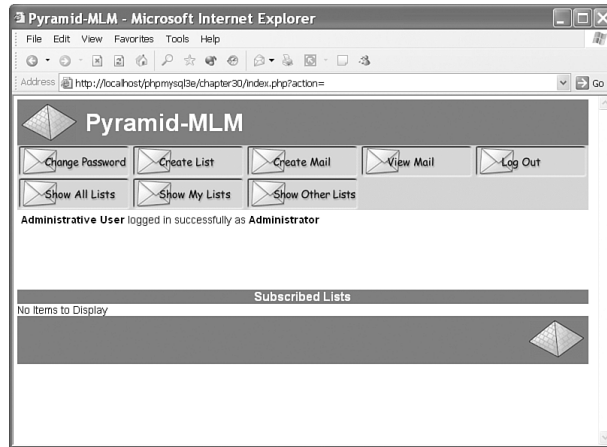 Pyramid-MLM - Microsoft Internet Explorer
File Edit View Favorites Tools Help
Address http://localhost/phpmysql3e/chapter30/index.php?action= Go
Pyramid-MLM
Change Password Create List Create Mail View Mail Log Out
Show All Lists Show My Lists Show Other Lists
Administrative User logged in successfully as Administrator
Subscribed Lists
No Items to Display